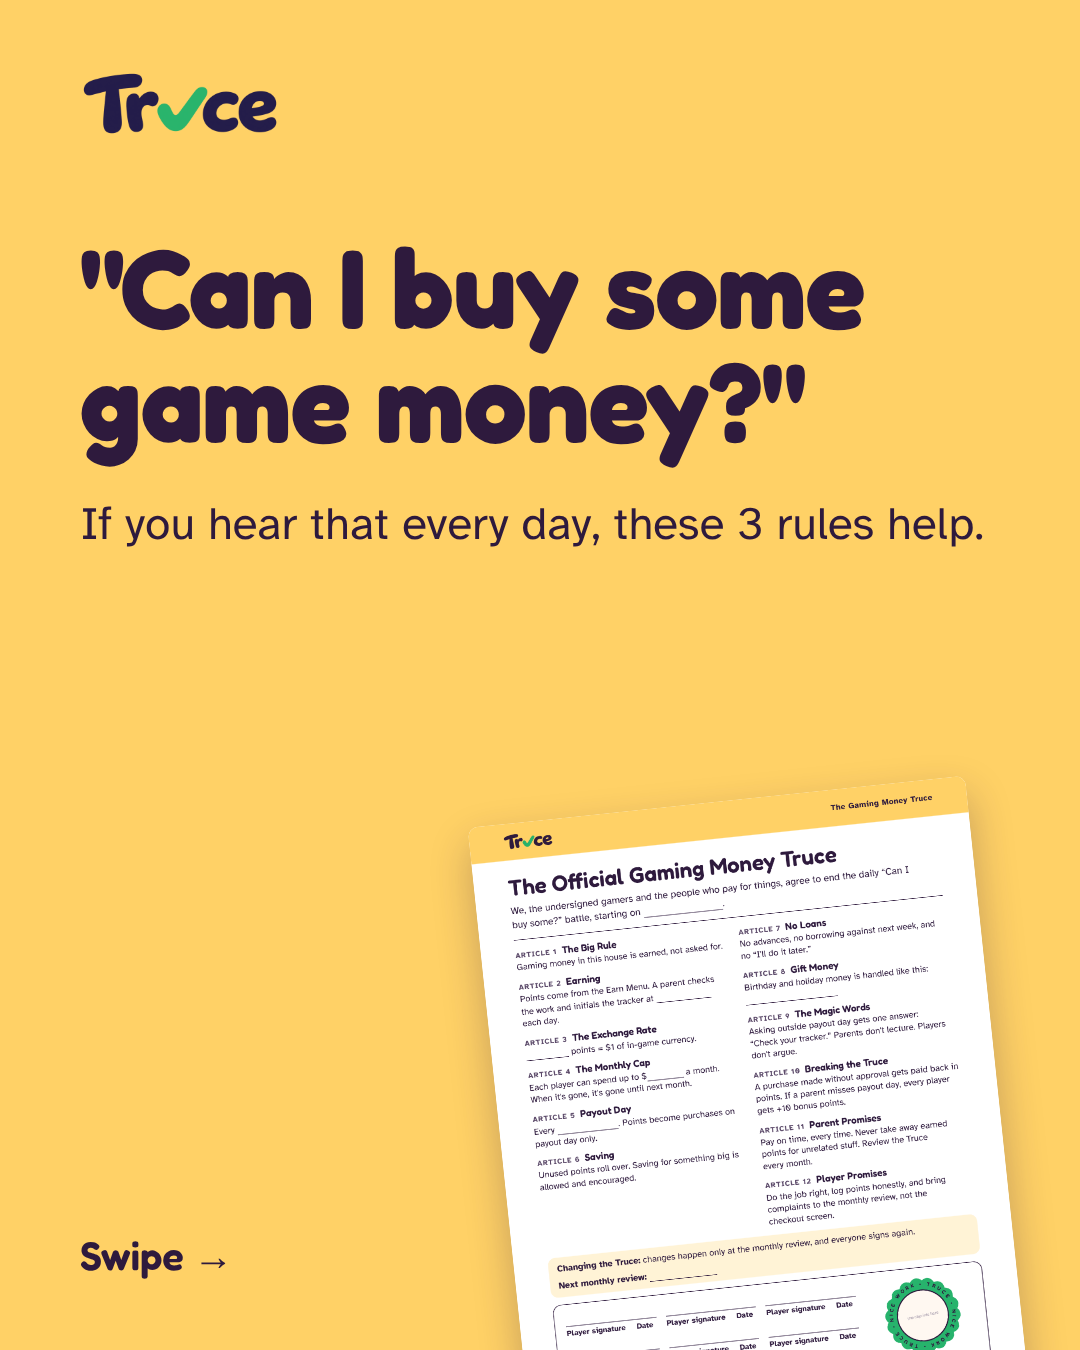 Truce
"Can I buy some
game money?"
If you hear that every day, these 3 rules help.
The Gaming Money Truce
Truce
The Official Gaming Money Truce
We, the undersigned gamers and the people who pay for things, agree to end the daily “Can I
buy some?” battle, starting on ______________.
ARTICLE 1 The Big Rule
Gaming money in this house is earned, not asked for.
ARTICLE 2 Earning
Points come from the Earn Menu. A parent checks
the work and initials the tracker at __________
each day.
ARTICLE 3 The Exchange Rate
________ points = $1 of in-game currency.
ARTICLE 4 The Monthly Cap
Each player can spend up to $_______ a month.
When it's gone, it's gone until next month.
ARTICLE 5 Payout Day
Every ___________. Points become purchases on
payout day only.
ARTICLE 6 Saving
Unused points roll over. Saving for something big is
allowed and encouraged.
ARTICLE 7 No Loans
No advances, no borrowing against next week, and
no “I'll do it later.”
ARTICLE 8 Gift Money
Birthday and holiday money is handled like this:
________________
ARTICLE 9 The Magic Words
Asking outside payout day gets one answer:
“Check your tracker.” Parents don't lecture. Players
don't argue.
ARTICLE 10 Breaking the Truce
A purchase made without approval gets paid back in
points. If a parent misses payout day, every player
gets +10 bonus points.
ARTICLE 11 Parent Promises
Pay on time, every time. Never take away earned
points for unrelated stuff. Review the Truce
every month.
ARTICLE 12 Player Promises
Do the job right, log points honestly, and bring
complaints to the monthly review, not the
checkout screen.
Changing the Truce: changes happen only at the monthly review, and everyone signs again.
Next monthly review: ____________
Player signature Date Player signature Date Player signature Date
signature Date Player signature Date
NICE WORK · TRUCE · NICE WORK · TRUCE
Swipe →